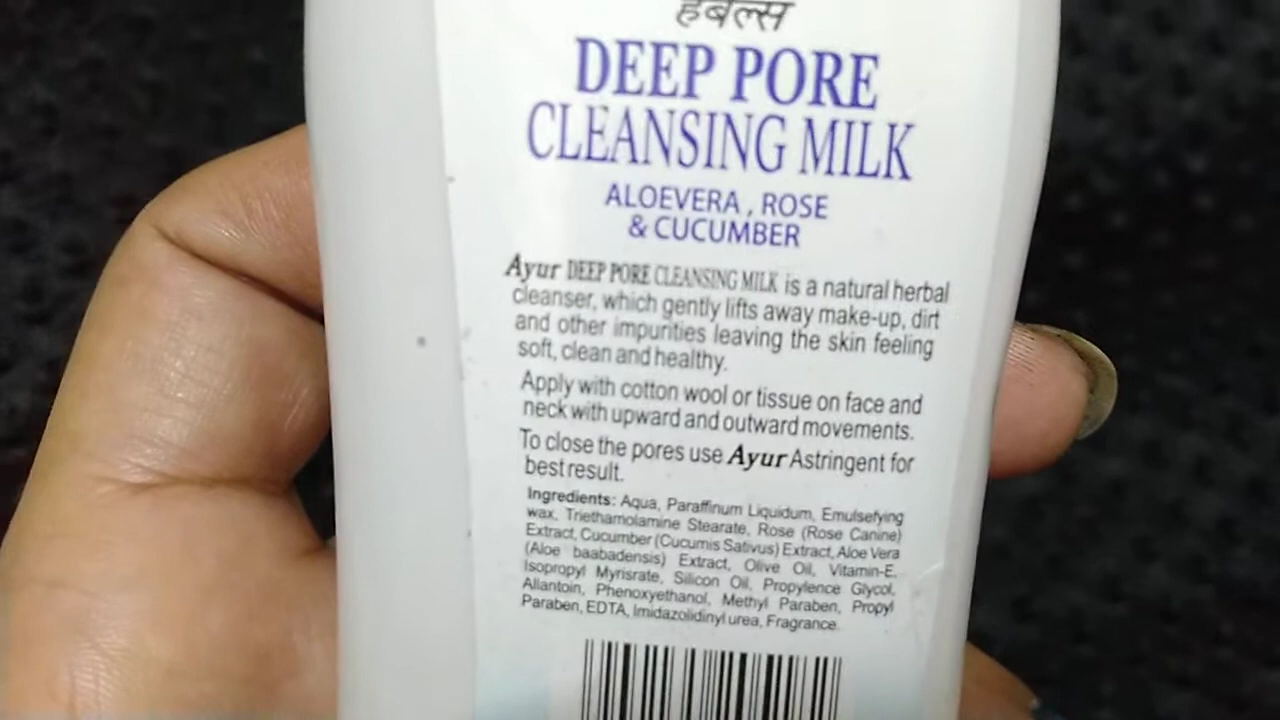 हर्बल्स
DEEP PORE
CLEANSING MILK
ALOEVERA , ROSE
& CUCUMBER
Ayur DEEP PORE CLEANSING MILK is a natural herbal
cleanser, which gently lifts away make-up, dirt
and other impurities leaving the skin feeling
soft, clean and healthy.
Apply with cotton wool or tissue on face and
neck with upward and outward movements.
To close the pores use Ayur Astringent for
best result.
Ingredients: Aqua, Paraffinum Liquidum, Emulsefying
wax, Triethamolamine Stearate, Rose (Rose Canine)
Extract, Cucumber (Cucumis Sativus) Extract, Aloe Vera
(Aloe baabadensis) Extract, Olive Oil, Vitamin-E,
Isopropyl Myrisrate, Silicon Oil, Propylence Glycol,
Allantoin, Phenoxyethanol, Methyl Paraben, Propyl
Paraben, EDTA, Imidazolidinyl urea, Fragrance.